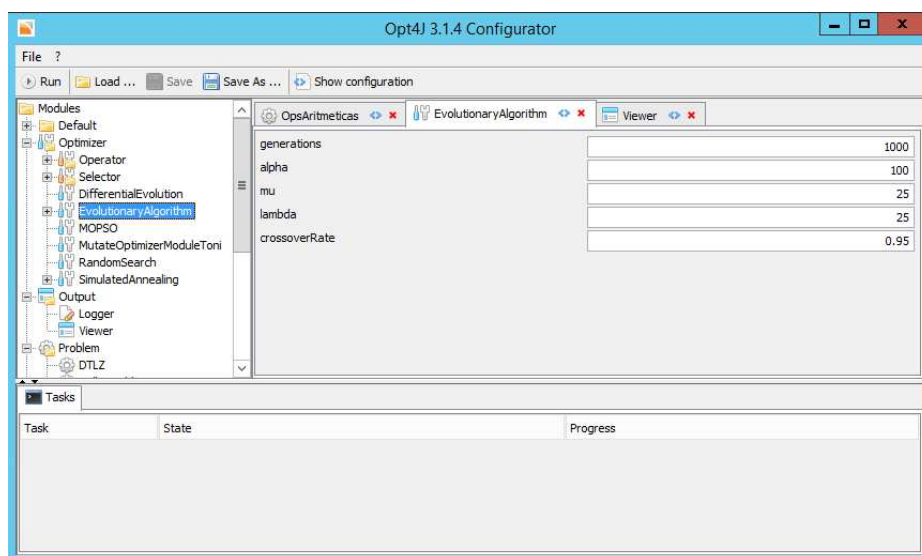 Opt4J 3.1.4 Configurator
File ?
Run Load ... Save Save As ... Show configuration
Modules
Default
Optimizer
Operator
Selector
DifferentialEvolution
EvolutionaryAlgorithm
MOPSO
MutateOptimizerModuleToni
RandomSearch
SimulatedAnnealing
Output
Logger
Viewer
Problem
DTLZ
OpsAritmeticas EvolutionaryAlgorithm Viewer
generations 1000
alpha 100
mu 25
lambda 25
crossoverRate 0.95
Tasks
Task State Progress